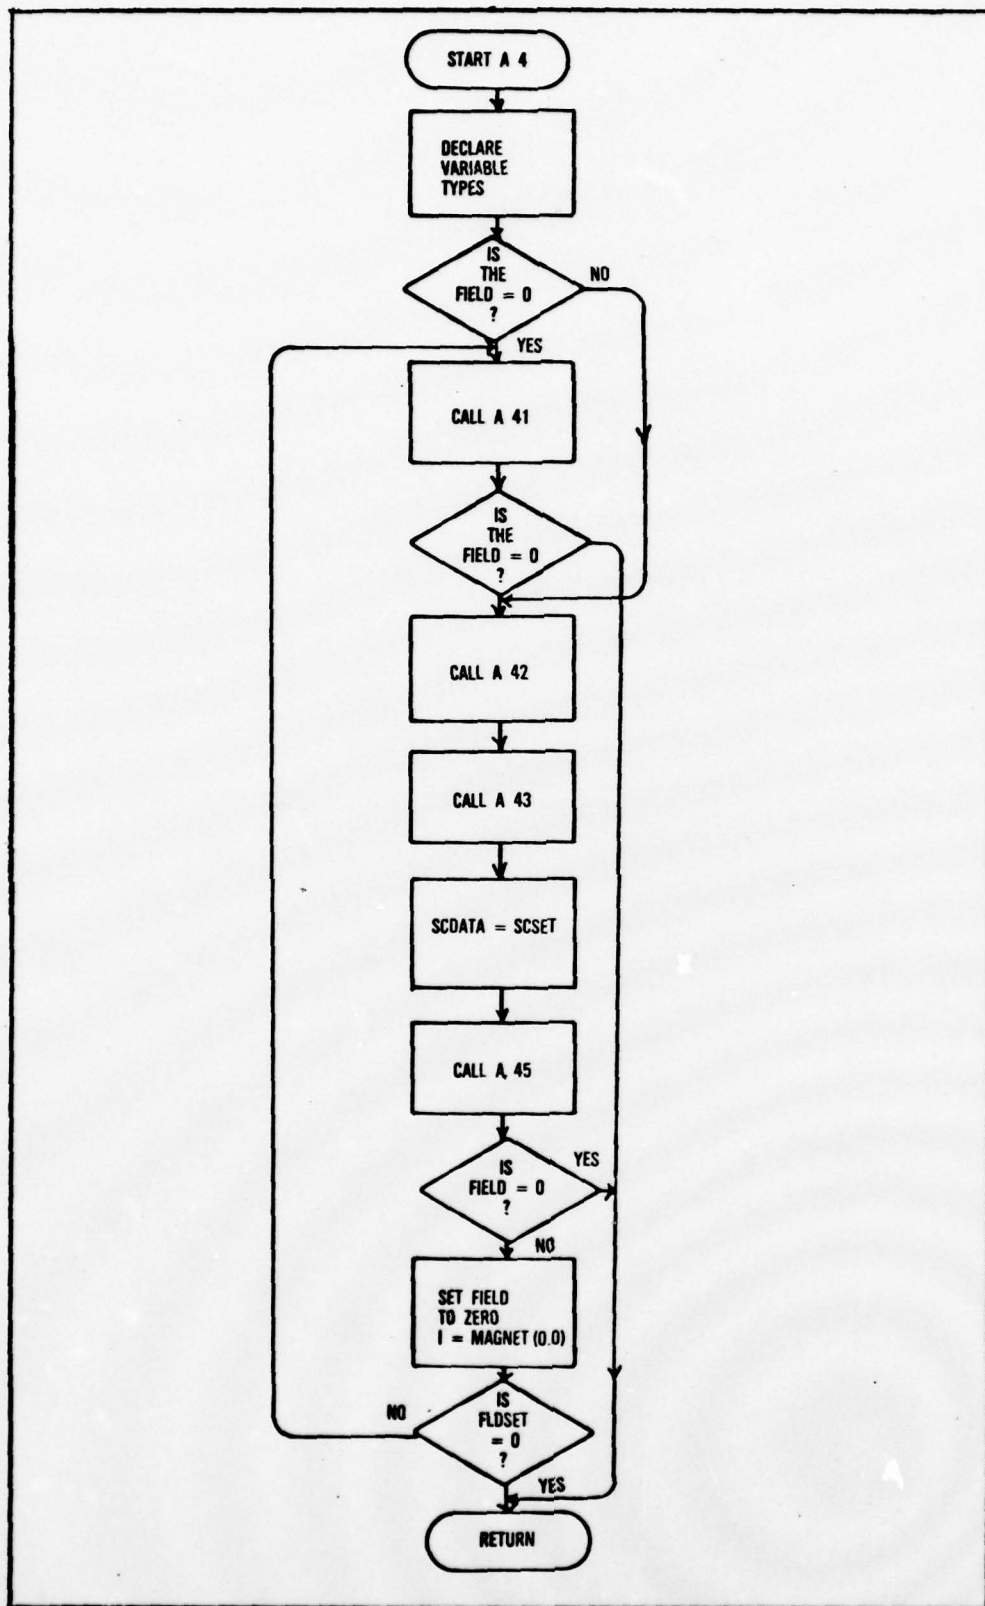 START A 4
DECLARE
VARIABLE
TYPES
IS
THE
FIELD = 0
?
NO
YES
CALL A 41
IS
THE
FIELD = 0
?
CALL A 42
CALL A 43
SCDATA = SCSET
CALL A, 45
IS
FIELD = 0
?
YES
NO
SET FIELD
TO ZERO
I = MAGNET (0.0)
IS
FLDSET
= 0
?
NO
YES
RETURN